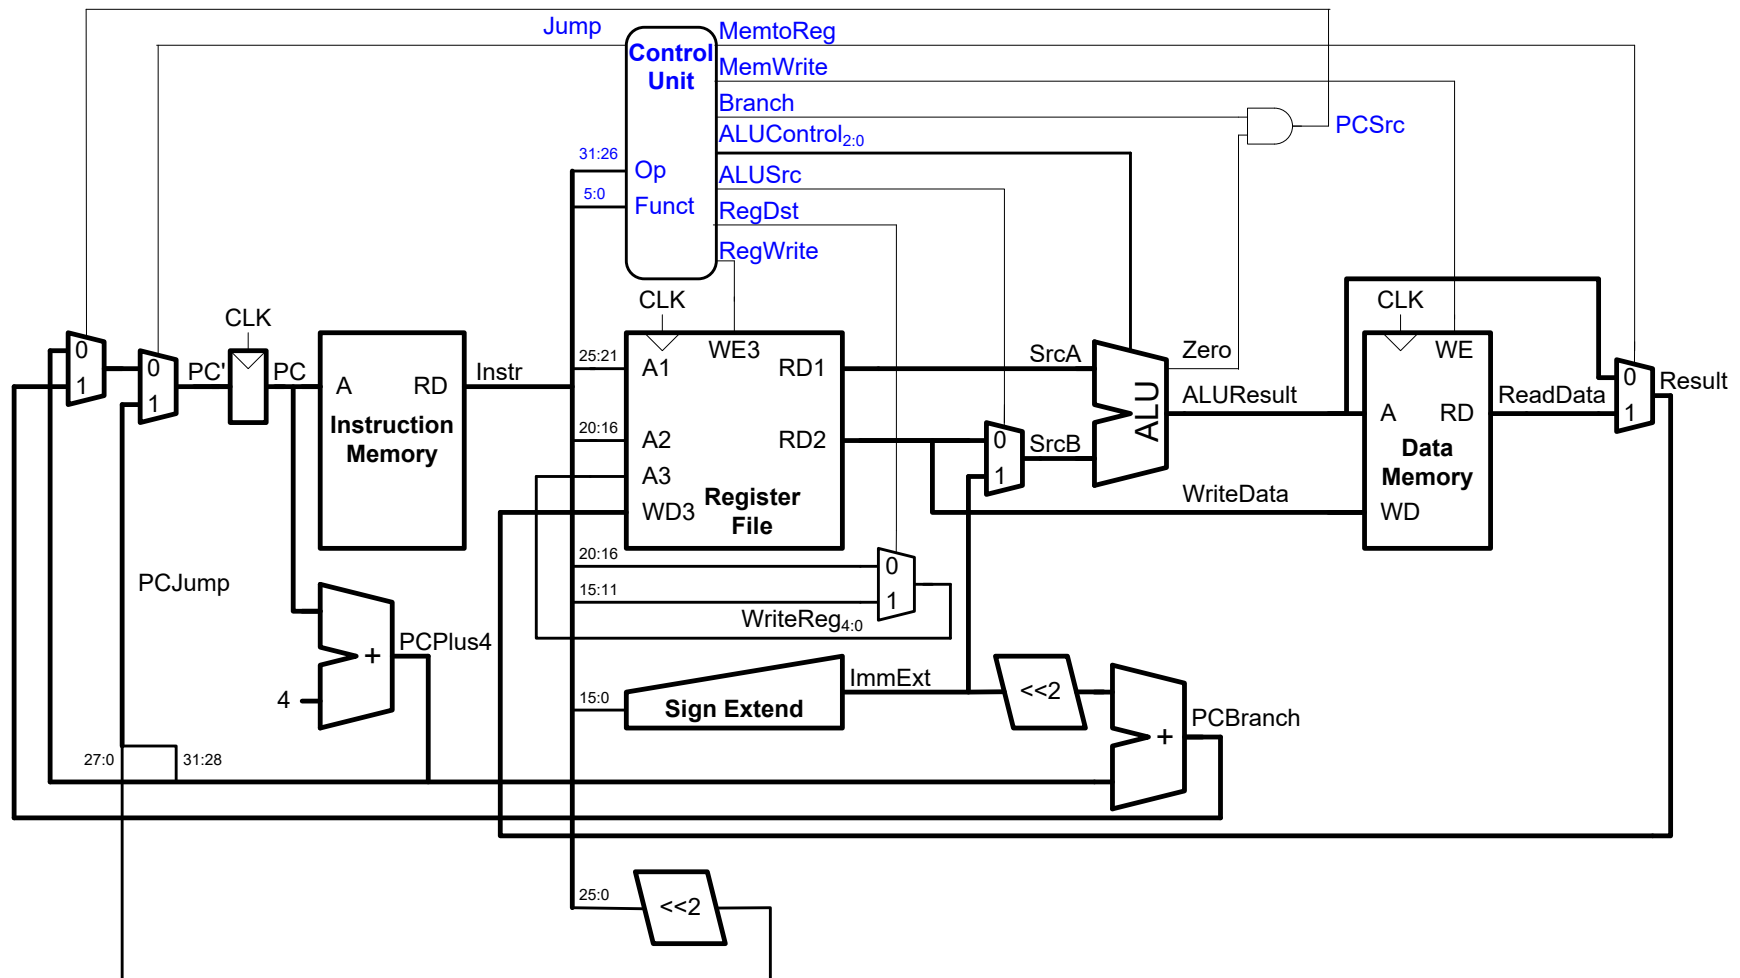 Jump
MemtoReg
Control
Unit
MemWrite
Branch
ALUControl2:0
PCSrc
31:26
Op
ALUSrc
5:0
Funct
RegDst
RegWrite
CLK
CLK
CLK
0
1
0
1
PC'
PC
A
RD
Instruction
Memory
Instr
25:21
A1
WE3
RD1
SrcA
Zero
WE
0
1
Result
20:16
A2
RD2
0
1
SrcB
ALU
ALUResult
A
RD
ReadData
Data
Memory
A3
WD3
Register
File
WriteData
WD
20:16
0
15:11
1
PCJump
WriteReg4:0
+
PCPlus4
4
15:0
Sign Extend
ImmExt
<<2
+
PCBranch
27:0
31:28
25:0
<<2